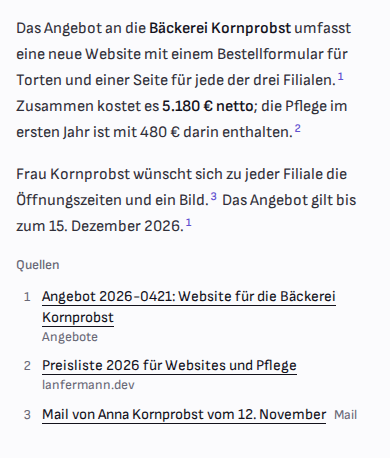 Das Angebot an die Bäckerei Kornprobst umfasst
eine neue Website mit einem Bestellformular für
Torten und einer Seite für jede der drei Filialen. 1
Zusammen kostet es 5.180 € netto; die Pflege im
ersten Jahr ist mit 480 € darin enthalten. 2
Frau Kornprobst wünscht sich zu jeder Filiale die
Öffnungszeiten und ein Bild. 3 Das Angebot gilt bis
zum 15. Dezember 2026. 1
Quellen
1 Angebot 2026-0421: Website für die Bäckerei
Kornprobst
Angebote
2 Preisliste 2026 für Websites und Pflege
lanfermann.dev
3 Mail von Anna Kornprobst vom 12. November Mail